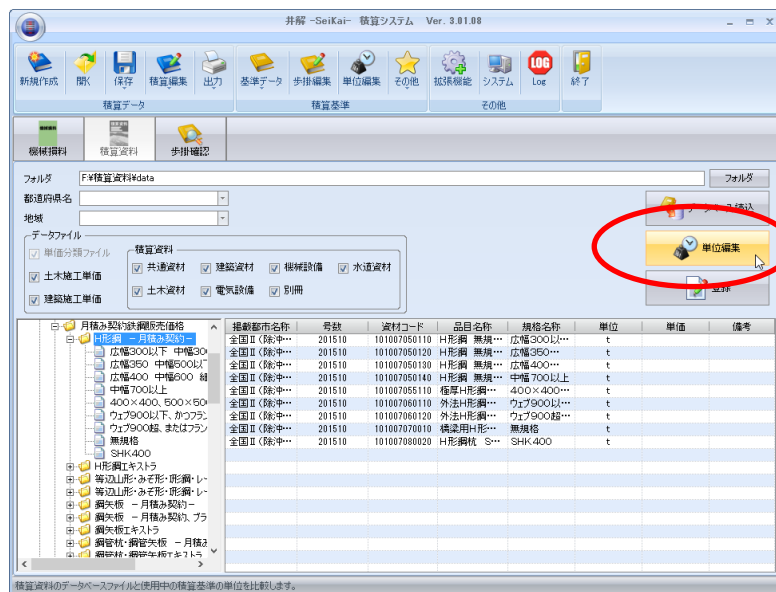 井解 -SeiKai- 積算システム Ver. 3.01.08
新規作成 開く 保存 積算編集 出力 基準データ 歩掛編集 単位編集 その他 拡張機能 システム Log 終了
積算データ 積算基準 その他
機械損料 積算資料 歩掛確認
フォルダ F:¥積算資料¥data フォルダ
都道府県名
地域
データベース読込
単位編集
登録
データファイル
単価分類ファイル
土木施工単価
建築施工単価
積算資料
共通資材 建築資材 機械設備 水道資材
土木資材 電気設備 別冊
月積み契約鉄鋼販売価格
H形鋼 －月積み契約－
広幅300以下 中幅30
広幅350 中幅500以
広幅400 中幅600 細
中幅700以上
400×400、500×50
ウェブ900以下、かつフラン
ウェブ900超、またはフラン
無規格
SHK400
H形鋼エキストラ
等辺山形・みぞ形・I形鋼・レ
等辺山形・みぞ形・I形鋼・レ
鋼矢板 －月積み契約－
鋼矢板 －月積み契約、ブラ
鋼矢板エキストラ
鋼管杭・鋼管矢板 －月積み
鋼管杭・鋼管矢板エキストラ
掲載都市名称 号数 資材コード 品目名称 規格名称 単位 単価 備考
全国Ⅱ（除沖… 201510 101007050110 H形鋼 無規… 広幅300以… t
全国Ⅱ（除沖… 201510 101007050120 H形鋼 無規… 広幅350… t
全国Ⅱ（除沖… 201510 101007050130 H形鋼 無規… 広幅400… t
全国Ⅱ（除沖… 201510 101007050140 H形鋼 無規… 中幅700以上 t
全国Ⅱ（除沖… 201510 101007055110 極厚H形鋼… 400×400… t
全国Ⅱ（除沖… 201510 101007060110 外法H形鋼… ウェブ900以… t
全国Ⅱ（除沖… 201510 101007060120 外法H形鋼… ウェブ900超… t
全国Ⅱ（除沖… 201510 101007070010 橋梁用H形… 無規格 t
全国Ⅱ（除沖… 201510 101007080020 H形鋼杭 S… SHK400 t
積算資料のデータベースファイルと使用中の積算基準の単位を比較します。